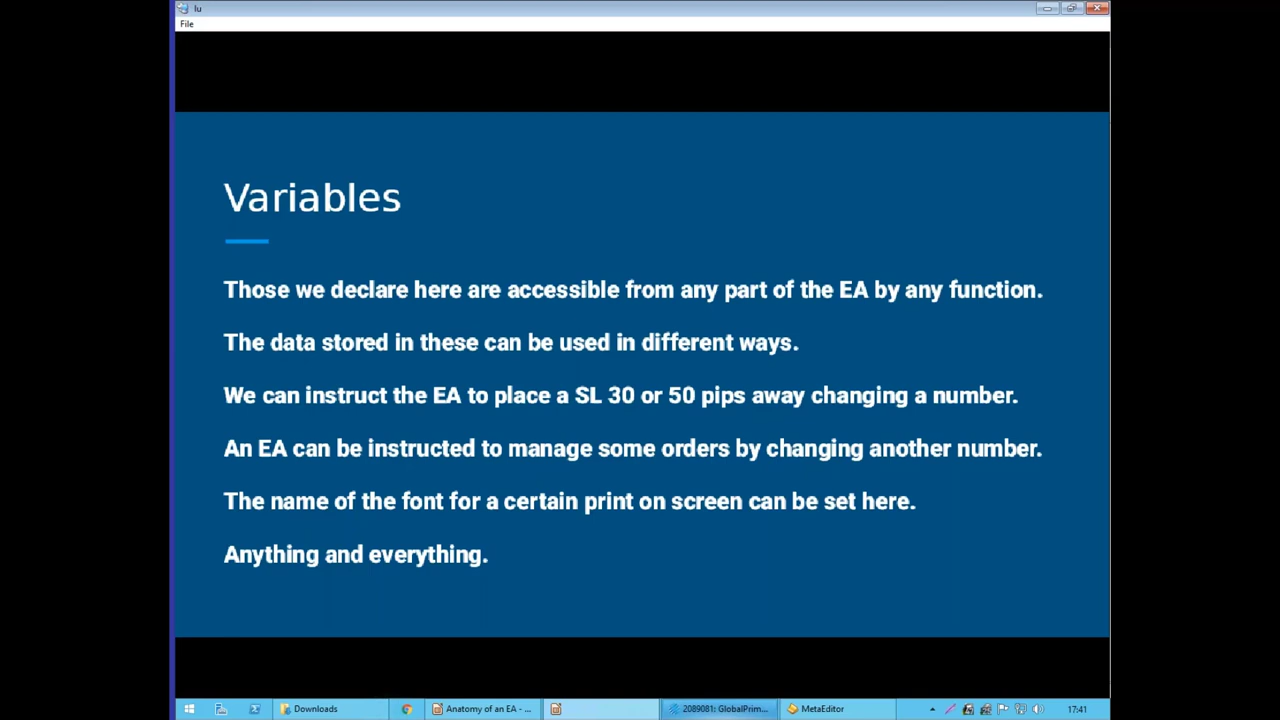 lu
File
Variables
Those we declare here are accessible from any part of the EA by any function.
The data stored in these can be used in different ways.
We can instruct the EA to place a SL 30 or 50 pips away changing a number.
An EA can be instructed to manage some orders by changing another number.
The name of the font for a certain print on screen can be set here.
Anything and everything.
Downloads
Anatomy of an EA - ...
2089081: GlobalPrim...
MetaEditor
17:41